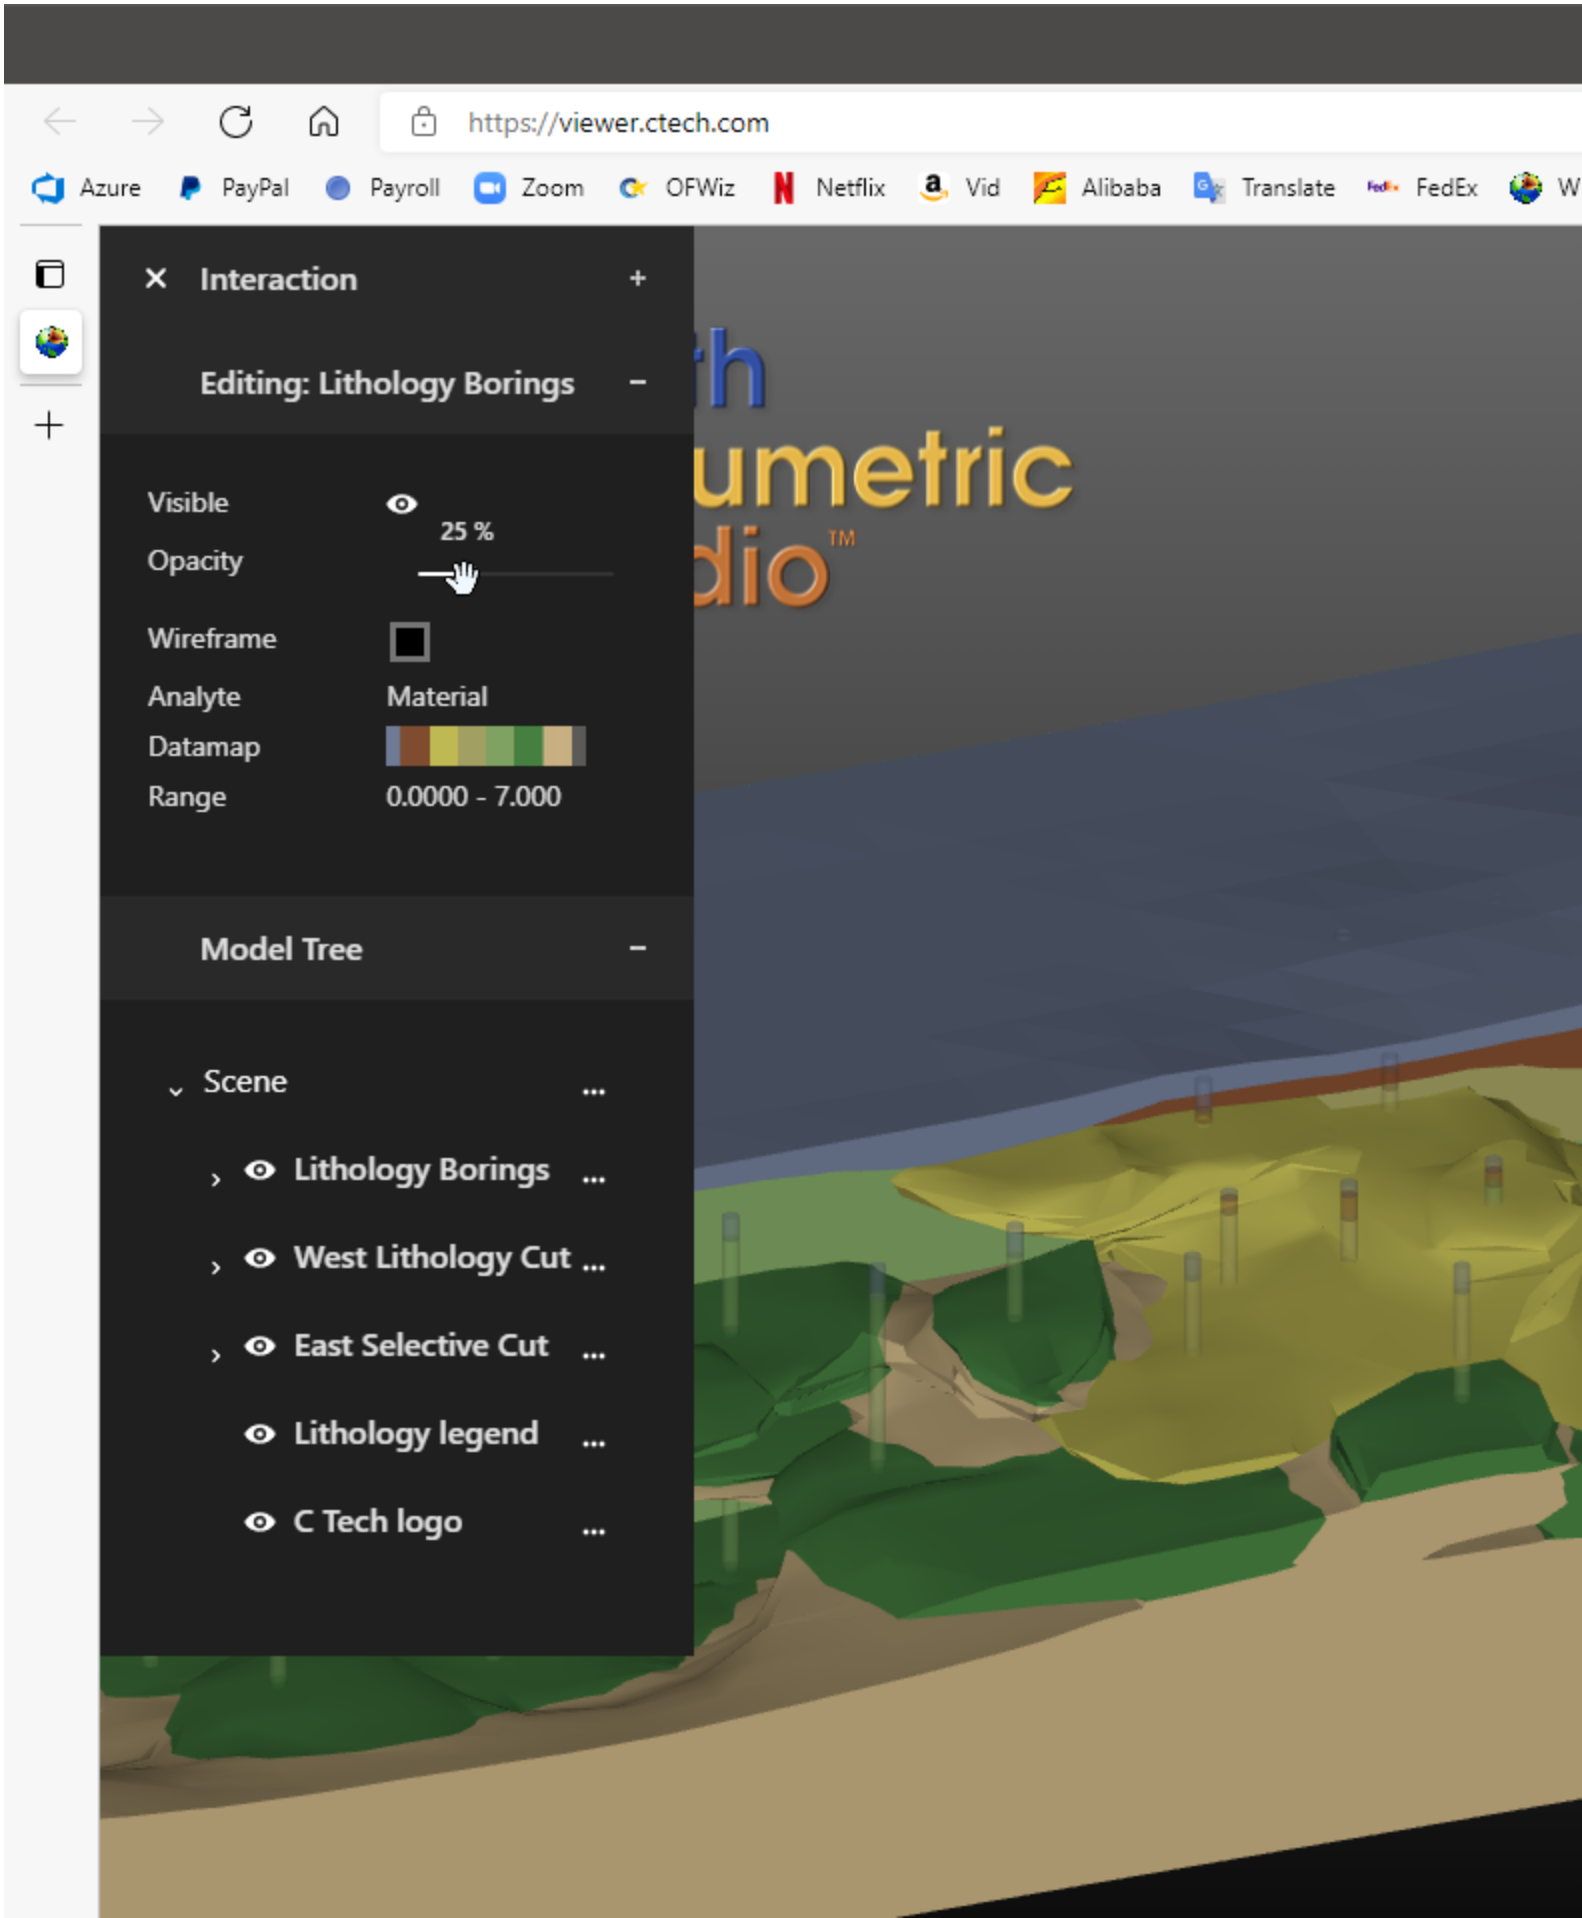 https://viewer.ctech.com
Azure PayPal Payroll Zoom OFWiz Netflix Vid Alibaba Translate FedEx W
Interaction
Editing: Lithology Borings
Visible
25 %
Opacity
Wireframe
Analyte Material
Datamap
Range 0.0000 - 7.000
Model Tree
Scene ...
Lithology Borings ...
West Lithology Cut ...
East Selective Cut ...
Lithology legend ...
C Tech logo ...
th
umetric
dio™